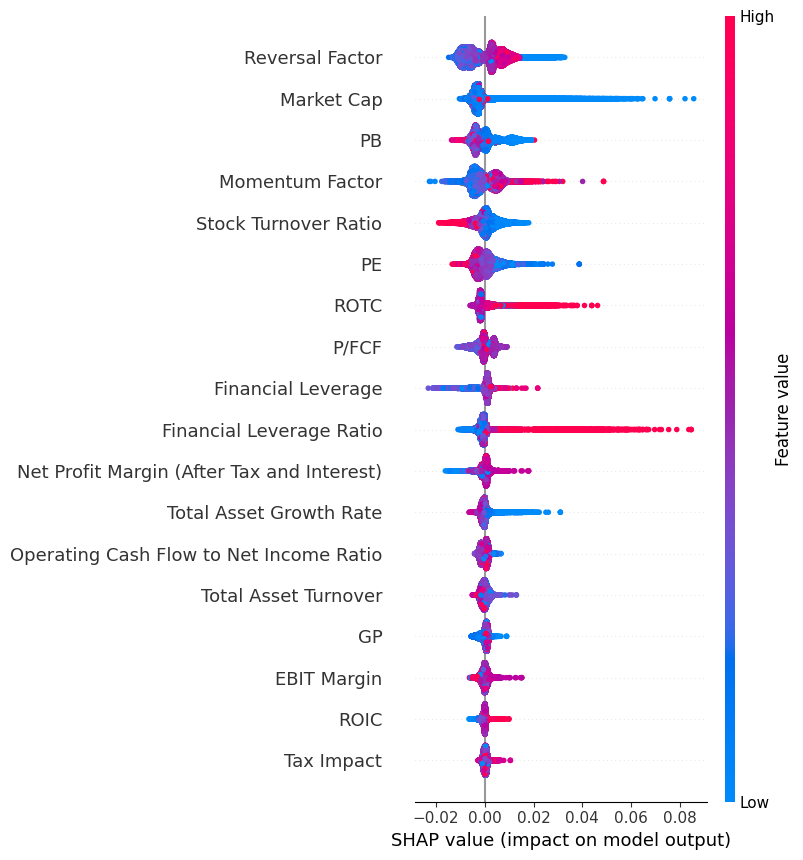 High
Reversal Factor
Market Cap
PB
Momentum Factor
Stock Turnover Ratio
PE
ROTC
P/FCF
Financial Leverage
Financial Leverage Ratio
Net Profit Margin (After Tax and Interest)
Total Asset Growth Rate
Operating Cash Flow to Net Income Ratio
Total Asset Turnover
GP
EBIT Margin
ROIC
Tax Impact
Feature value
Low
−0.02 0.00 0.02 0.04 0.06 0.08
SHAP value (impact on model output)